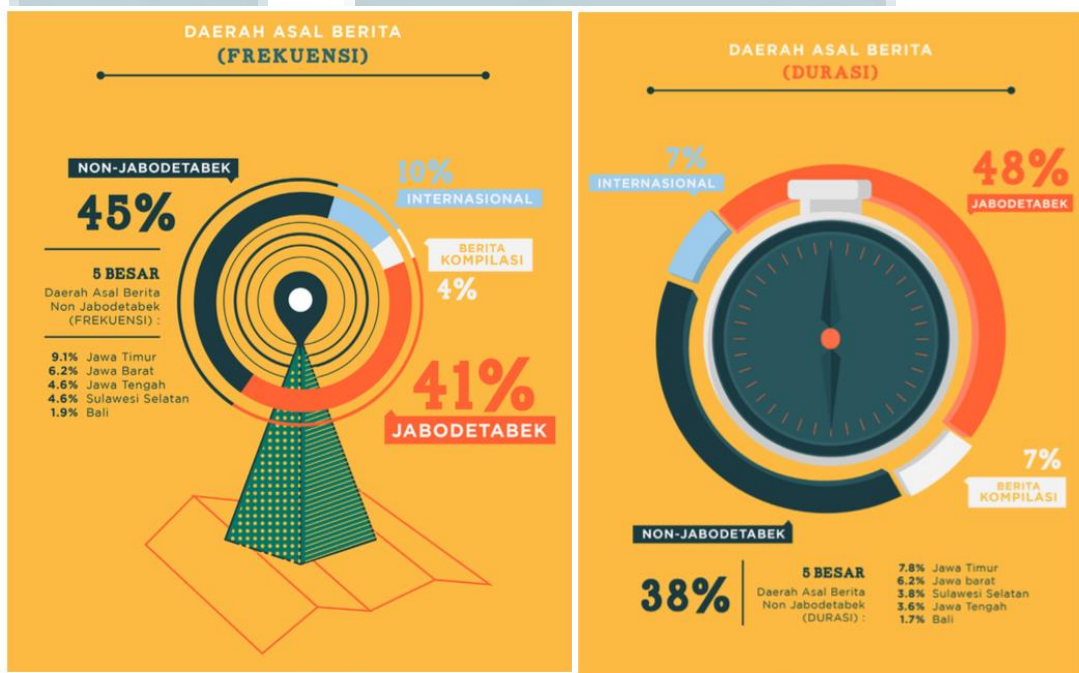 DAERAH ASAL BERITA
(FREKUENSI)
NON-JABODETABEK
45%
5 BESAR
Daerah Asal Berita
Non Jabodetabek
(FREKUENSI) :
9.1% Jawa Timur
6.2% Jawa Barat
4.6% Jawa Tengah
4.6% Sulawesi Selatan
1.9% Bali
10%
INTERNASIONAL
BERITA
KOMPILASI
4%
41%
JABODETABEK
DAERAH ASAL BERITA
(DURASI)
7%
INTERNASIONAL
48%
JABODETABEK
7%
BERITA
KOMPILASI
NON-JABODETABEK
38%
5 BESAR
Daerah Asal Berita
Non Jabodetabek
(DURASI) :
7.8% Jawa Timur
6.2% Jawa barat
3.8% Sulawesi Selatan
3.6% Jawa Tengah
1.7% Bali